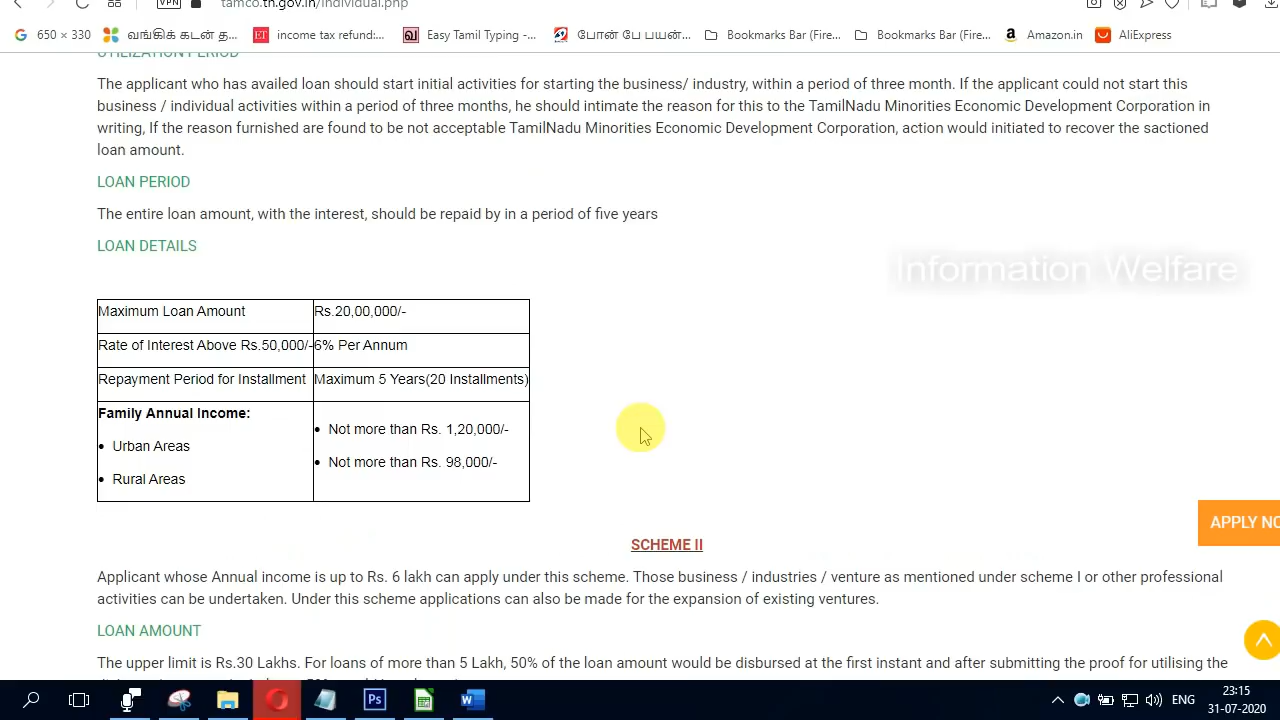 tamco.tn.gov.in/individual.php
VPN
650 × 330 வங்கிக் கடன் த... income tax refund:... Easy Tamil Typing -... போன் பே பயன்... Bookmarks Bar (Fire... Bookmarks Bar (Fire... Amazon.in AliExpress
UTILIZATION PERIOD
The applicant who has availed loan should start initial activities for starting the business/ industry, within a period of three month. If the applicant could not start this
business / individual activities within a period of three months, he should intimate the reason for this to the TamilNadu Minorities Economic Development Corporation in
writing, If the reason furnished are found to be not acceptable TamilNadu Minorities Economic Development Corporation, action would initiated to recover the sactioned
loan amount.
LOAN PERIOD
The entire loan amount, with the interest, should be repaid by in a period of five years
LOAN DETAILS
Information Welfare
Maximum Loan Amount Rs.20,00,000/-
Rate of Interest Above Rs.50,000/- 6% Per Annum
Repayment Period for Installment Maximum 5 Years(20 Installments)
Family Annual Income:
• Urban Areas • Not more than Rs. 1,20,000/-
• Rural Areas • Not more than Rs. 98,000/-
APPLY NO
SCHEME II
Applicant whose Annual income is up to Rs. 6 lakh can apply under this scheme. Those business / industries / venture as mentioned under scheme I or other professional
activities can be undertaken. Under this scheme applications can also be made for the expansion of existing ventures.
LOAN AMOUNT
The upper limit is Rs.30 Lakhs. For loans of more than 5 Lakh, 50% of the loan amount would be disbursed at the first instant and after submitting the proof for utilising the
ENG
23:15
31-07-2020